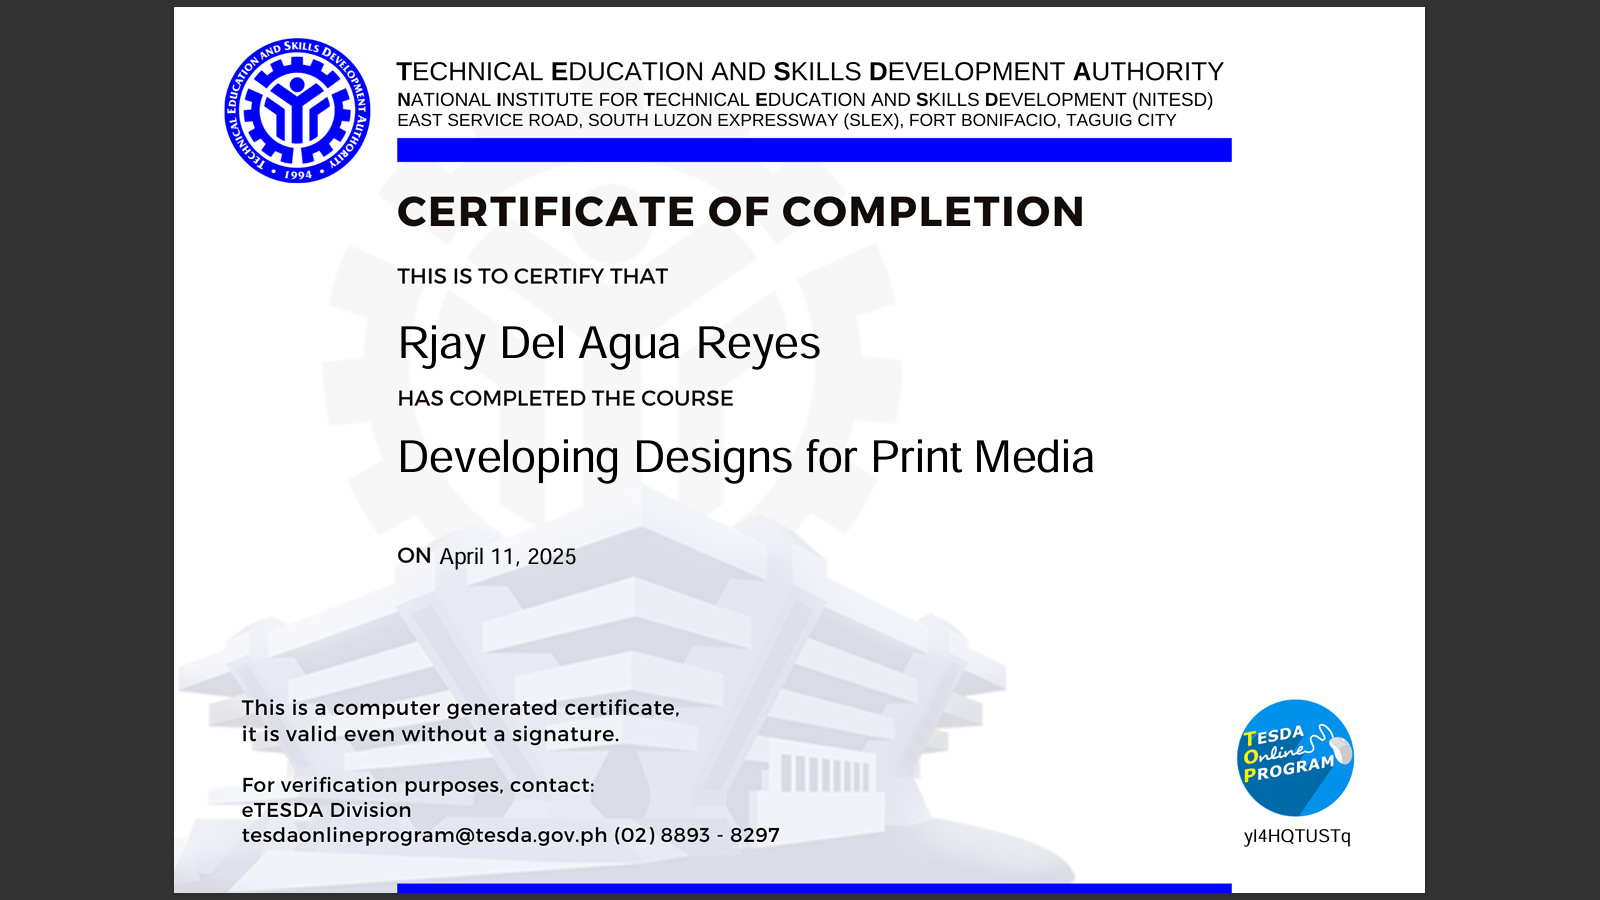 TECHNICAL EDUCATION AND SKILLS DEVELOPMENT AUTHORITY
• 1994 •
TECHNICAL EDUCATION AND SKILLS DEVELOPMENT AUTHORITY
NATIONAL INSTITUTE FOR TECHNICAL EDUCATION AND SKILLS DEVELOPMENT (NITESD)
EAST SERVICE ROAD, SOUTH LUZON EXPRESSWAY (SLEX), FORT BONIFACIO, TAGUIG CITY
CERTIFICATE OF COMPLETION
THIS IS TO CERTIFY THAT
Rjay Del Agua Reyes
HAS COMPLETED THE COURSE
Developing Designs for Print Media
ON April 11, 2025
This is a computer generated certificate,
it is valid even without a signature.
For verification purposes, contact:
eTESDA Division
tesdaonlineprogram@tesda.gov.ph (02) 8893 - 8297
TESDA
Online
PROGRAM
yI4HQTUSTq